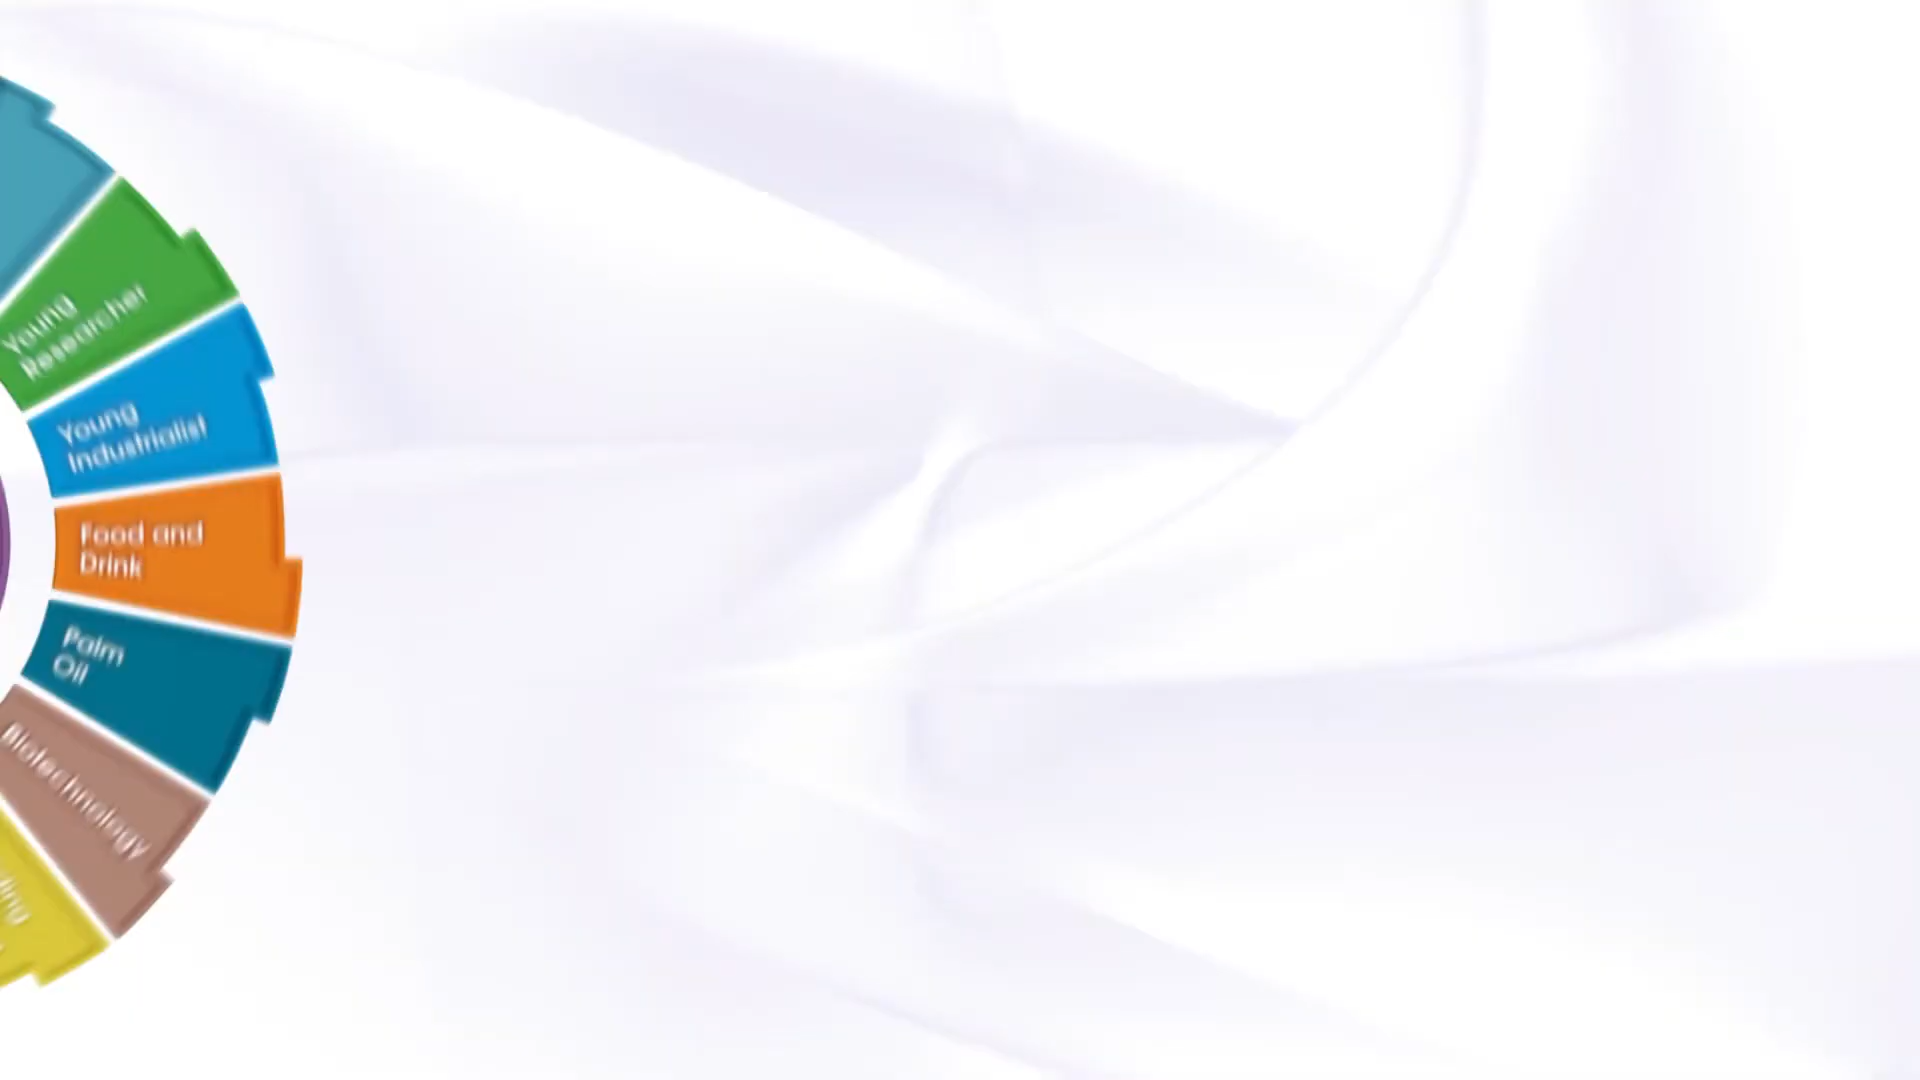 Young
Researcher
Young
Industrialist
Food and
Drink
Palm
Oil
Biotechnology